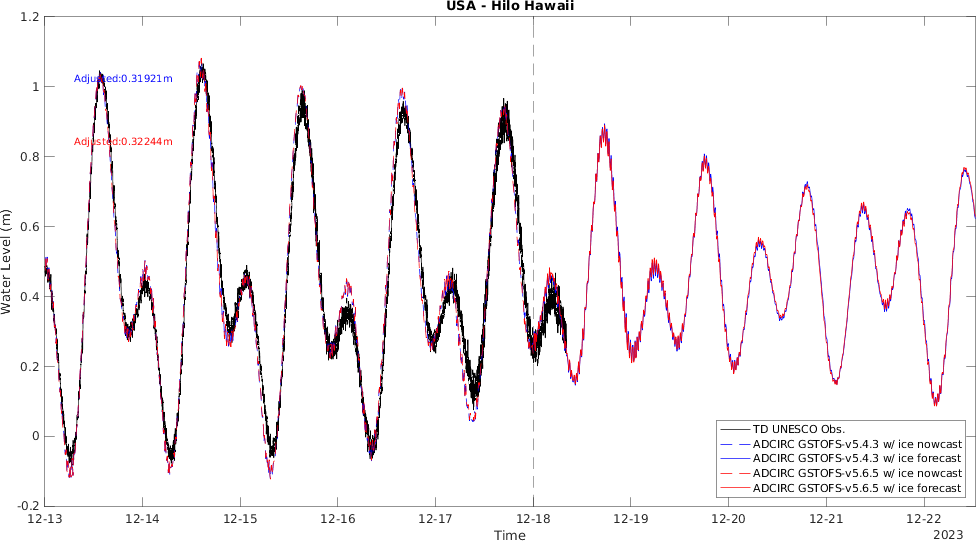 USA - Hilo Hawaii
1.2
1
0.8
0.6
0.4
0.2
0
-0.2
Water Level (m)
Adjusted:0.31921m
Adjusted:0.32244m
TD UNESCO Obs.
ADCIRC GSTOFS-v5.4.3 w/ ice nowcast
ADCIRC GSTOFS-v5.4.3 w/ ice forecast
ADCIRC GSTOFS-v5.6.5 w/ ice nowcast
ADCIRC GSTOFS-v5.6.5 w/ ice forecast
12-13 12-14 12-15 12-16 12-17 12-18 12-19 12-20 12-21 12-22
Time
2023